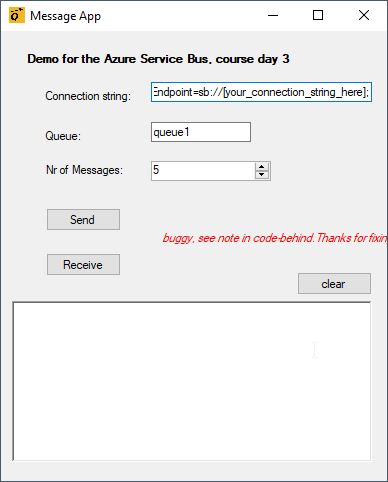 Message App
Demo for the Azure Service Bus, course day 3
Connection string: Endpoint=sb://[your_connection_string_here];
Queue: queue1
Nr of Messages: 5
Send
buggy, see note in code-behind. Thanks for fixin
Receive
clear